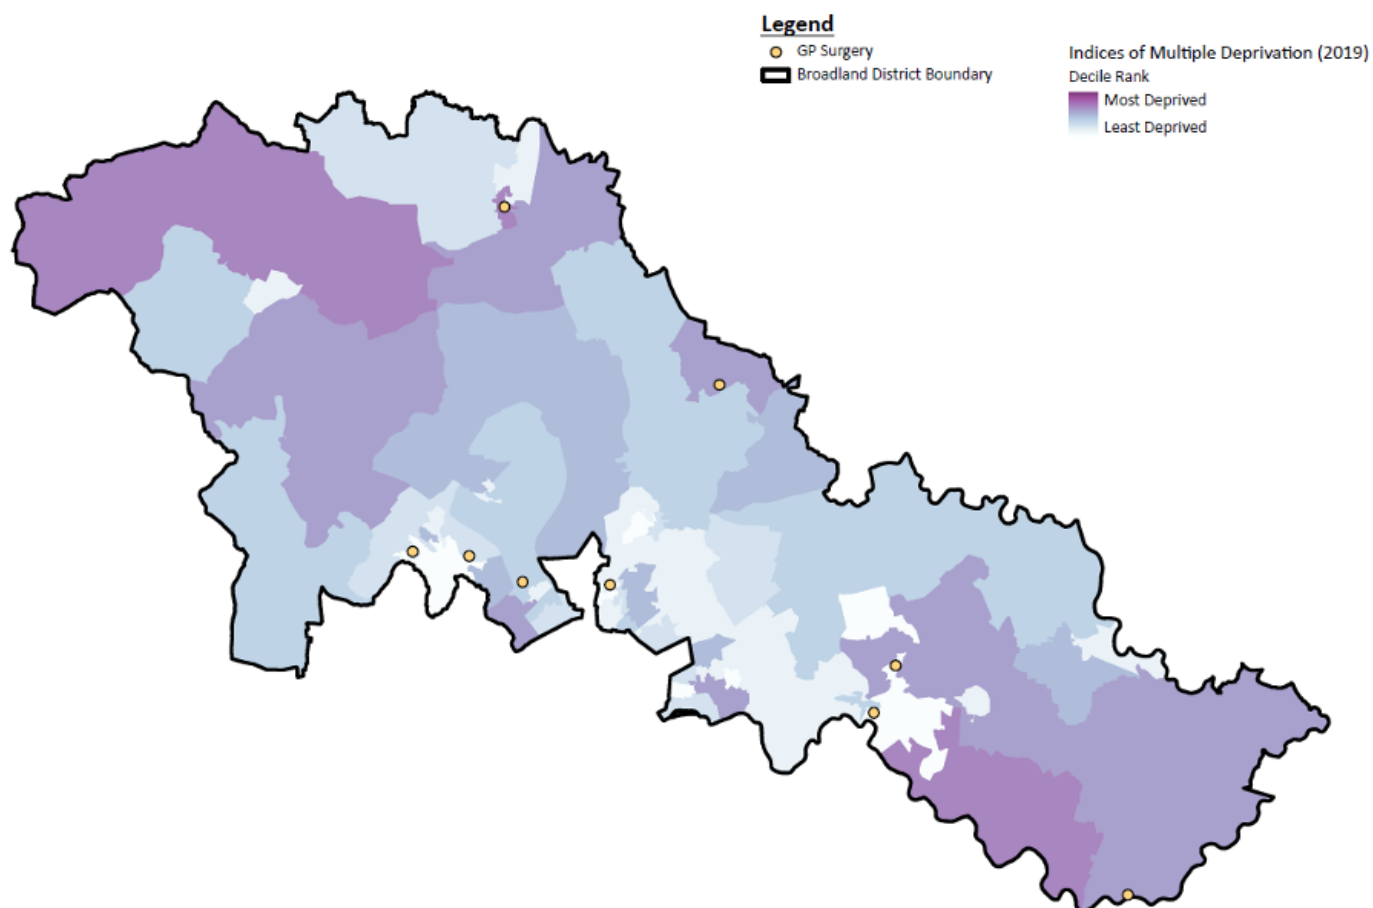 Legend
GP Surgery
Broadland District Boundary
Indices of Multiple Deprivation (2019)
Decile Rank
Most Deprived
Least Deprived